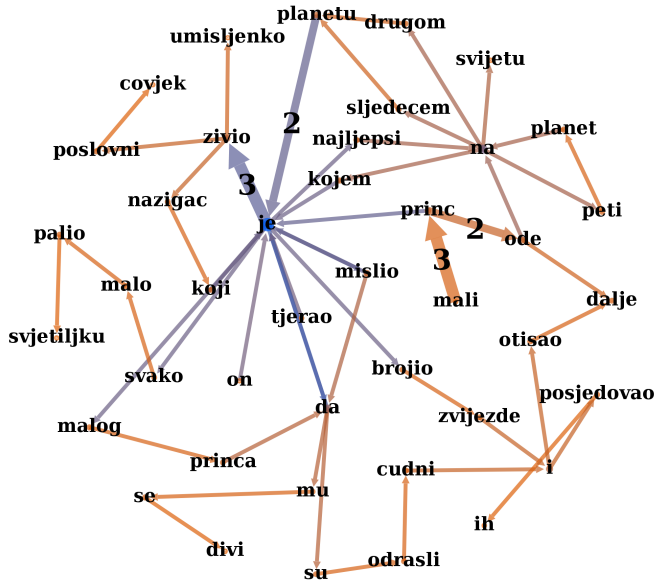 planetu
drugom
umisljenko
svijetu
covjek
sljedecem
2
zivio
najljepsi
planet
poslovni
na
kojem
3
nazigac
princ
peti
je
2
ode
palio
3
mislio
malo
koji
mali
dalje
tjerao
svjetiljku
otisao
svako
on
brojio
posjedovao
da
zvijezde
malog
princa
cudni
i
mu
se
ih
divi
odrasli
su